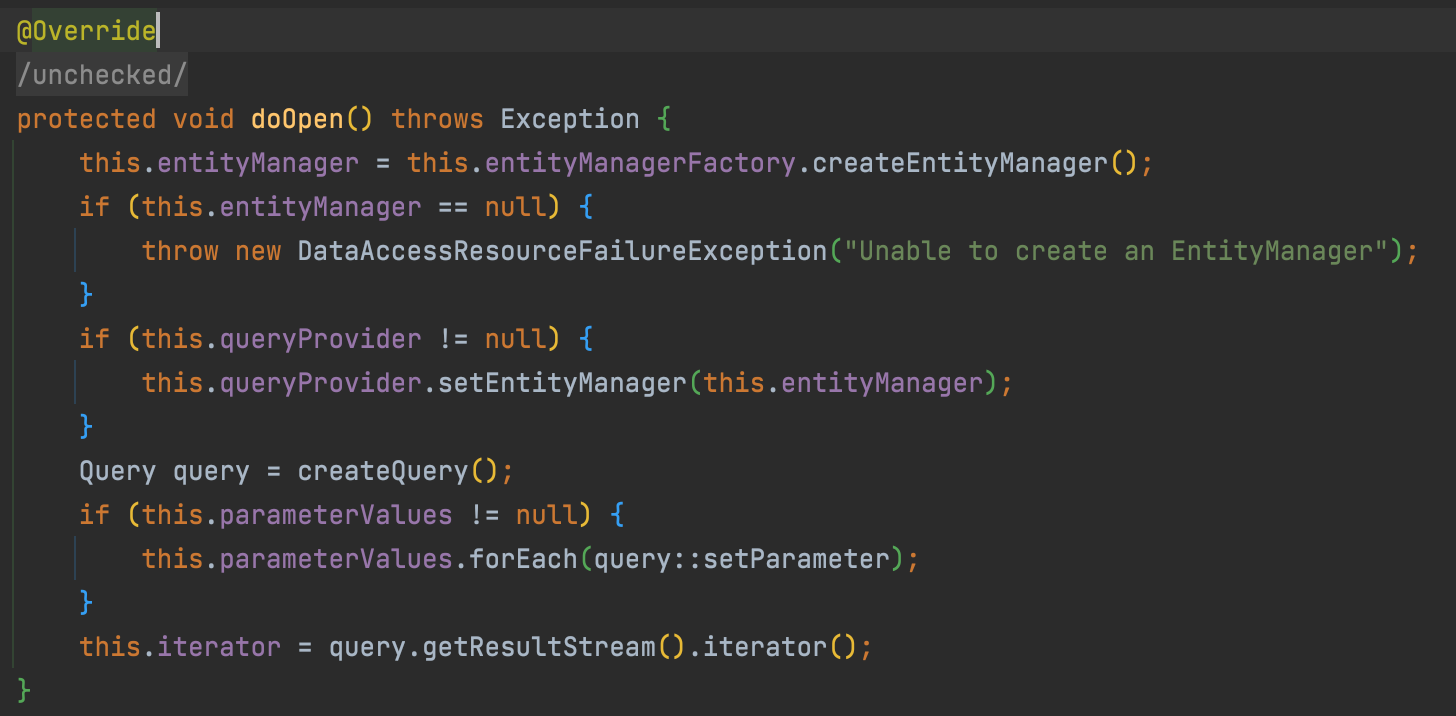 @Override
/unchecked/
protected void doOpen() throws Exception {
    this.entityManager = this.entityManagerFactory.createEntityManager();
    if (this.entityManager == null) {
        throw new DataAccessResourceFailureException("Unable to create an EntityManager");
    }
    if (this.queryProvider != null) {
        this.queryProvider.setEntityManager(this.entityManager);
    }
    Query query = createQuery();
    if (this.parameterValues != null) {
        this.parameterValues.forEach(query::setParameter);
    }
    this.iterator = query.getResultStream().iterator();
}